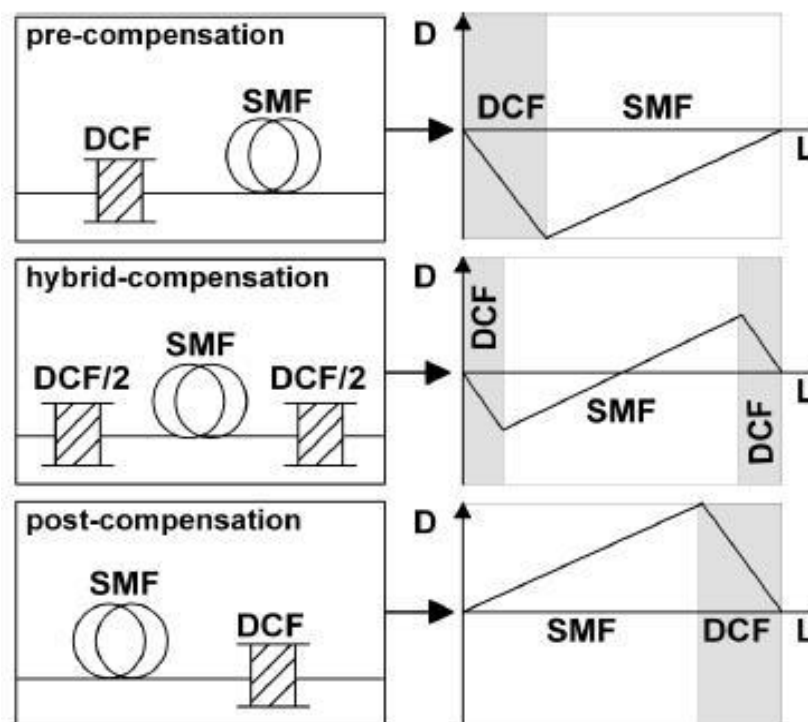 pre-compensation
DCF
SMF
D
DCF
SMF
L
hybrid-compensation
DCF/2
SMF
DCF/2
D
DCF
SMF
DCF
L
post-compensation
SMF
DCF
D
SMF
DCF
L